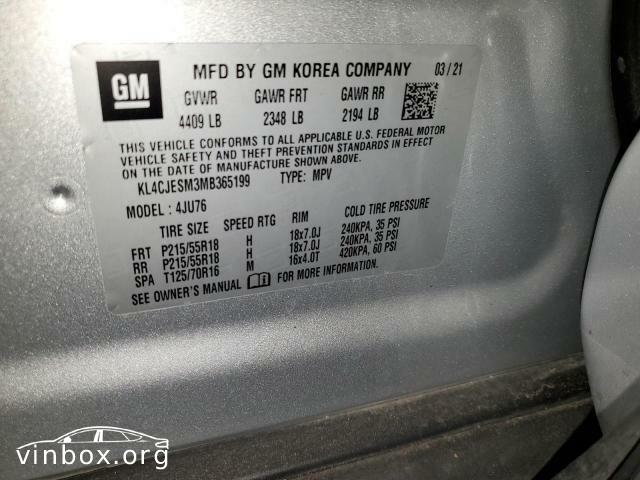 GM
MFD BY GM KOREA COMPANY 03/21
GVWR GAWR FRT GAWR RR
4409 LB 2348 LB 2194 LB
THIS VEHICLE CONFORMS TO ALL APPLICABLE U.S. FEDERAL MOTOR
VEHICLE SAFETY AND THEFT PREVENTION STANDARDS IN EFFECT
ON THE DATE OF MANUFACTURE SHOWN ABOVE.
KL4CJESM3MB365199 TYPE: MPV
MODEL : 4JU76
TIRE SIZE SPEED RTG RIM COLD TIRE PRESSURE
FRT P215/55R18 H 18x7.0J 240KPA, 35 PSI
RR P215/55R18 H 18x7.0J 240KPA, 35 PSI
SPA T125/70R16 M 16x4.0T 420KPA, 60 PSI
SEE OWNER'S MANUAL FOR MORE INFORMATION.
vinbox.org